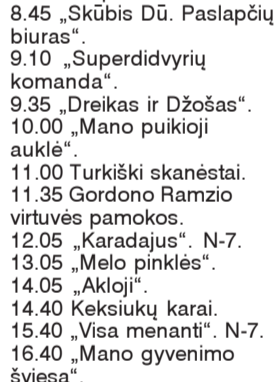 8.45 „Skūbis Dū. Paslapčių
biuras“.
9.10 „Superdidvyrių
komanda“.
9.35 „Dreikas ir Džošas“.
10.00 „Mano puikioji
auklė“.
11.00 Turkiški skanėstai.
11.35 Gordono Ramzio
virtuvės pamokos.
12.05 „Karadajus“. N-7.
13.05 „Melo pinklės“.
14.05 „Akloji“.
14.40 Keksiukų karai.
15.40 „Visa menanti“. N-7.
16.40 „Mano gyvenimo
šviesa“.